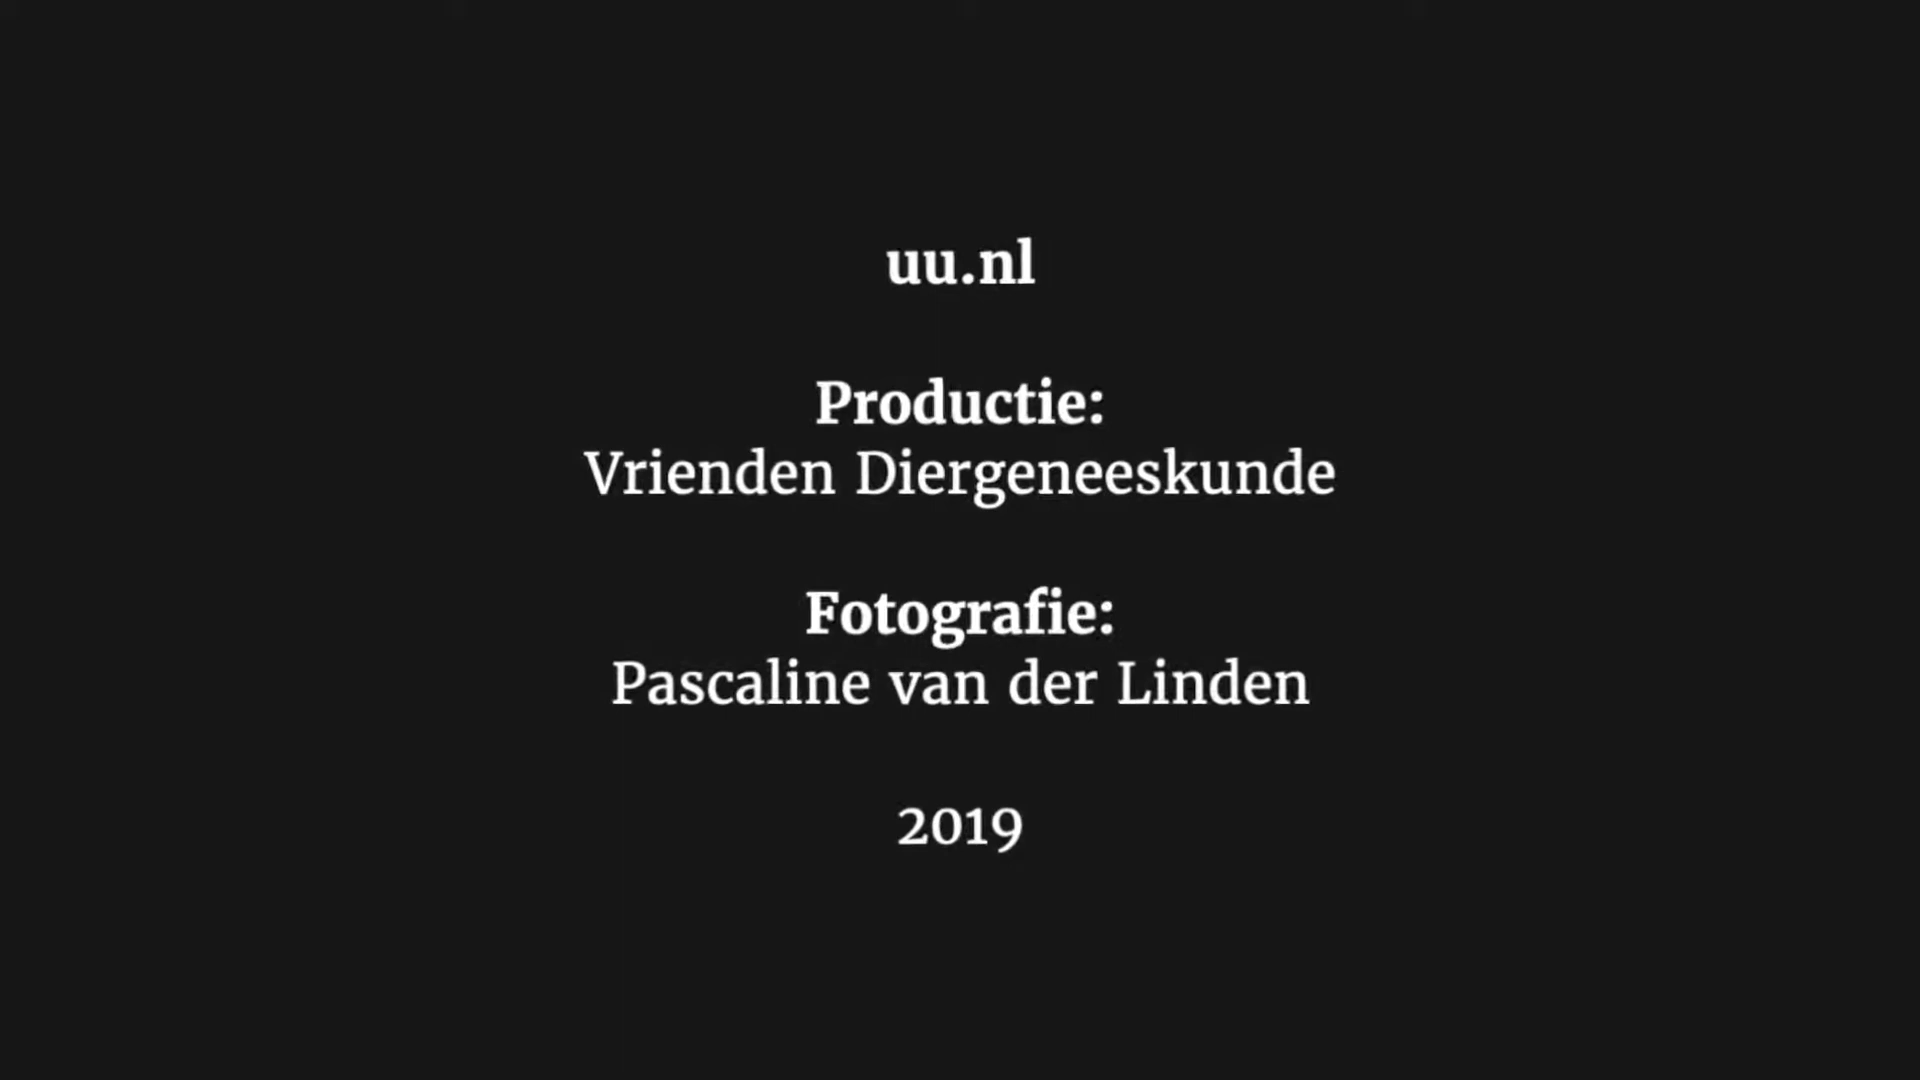 uu.nl
Productie:
Vrienden Diergeneeskunde
Fotografie:
Pascaline van der Linden
2019